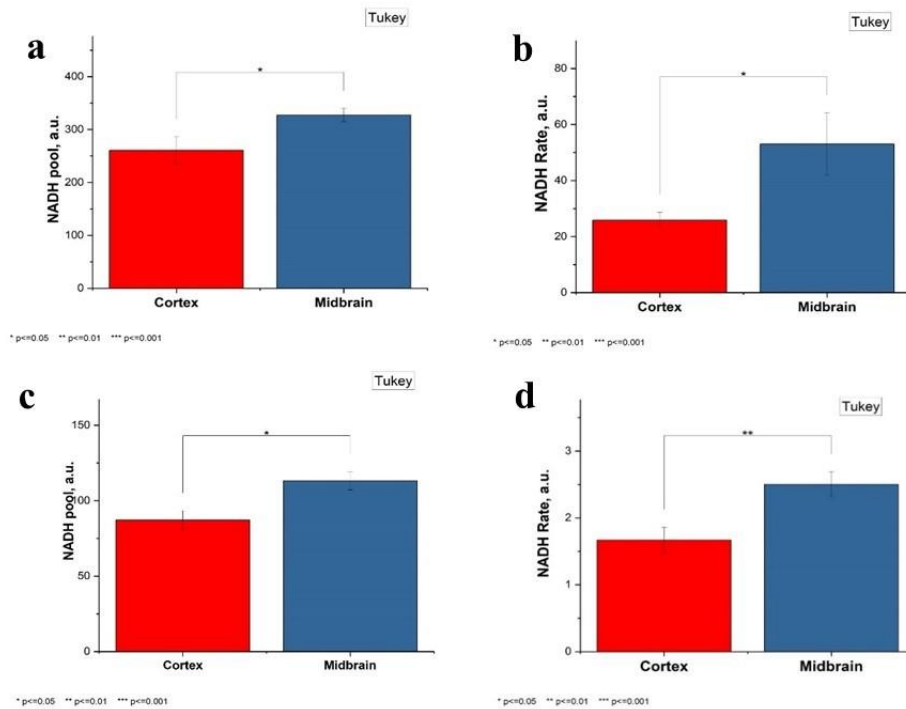 a
Tukey
NADH pool, a.u.
400
300
200
100
0
*
Cortex
Midbrain
* p<=0.05 ** p<=0.01 *** p<=0.001
b
Tukey
NADH Rate, a.u.
80
60
40
20
0
*
Cortex
Midbrain
* p<=0.05 ** p<=0.01 *** p<=0.001
c
Tukey
NADH pool, a.u.
150
100
50
0
*
Cortex
Midbrain
* p<=0.05 ** p<=0.01 *** p<=0.001
d
Tukey
NADH Rate, a.u.
3
2
1
0
**
Cortex
Midbrain
* p<=0.05 ** p<=0.01 *** p<=0.001